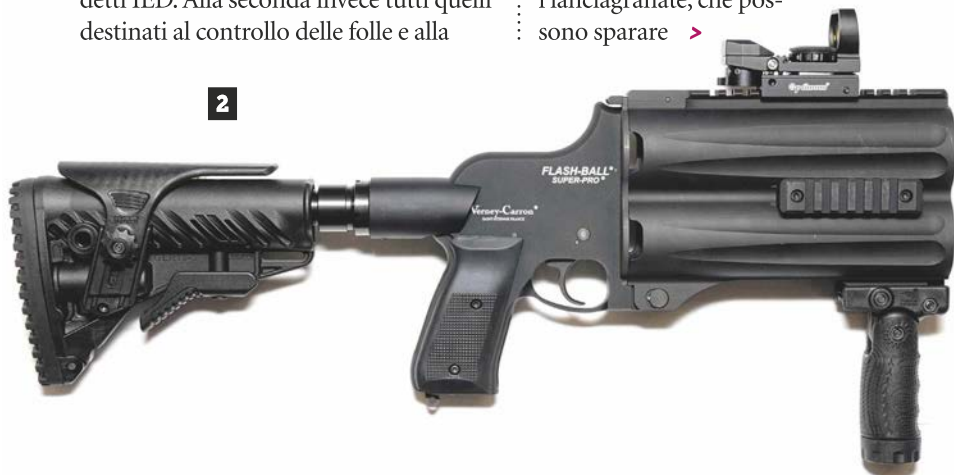 detti IED. Alla seconda invece tutti quelli
destinati al controllo delle folle e alla
i lanciagranate, che pos-
sono sparare >
2
FLASH-BALL®
SUPER-PRO®
Verney-Carron®